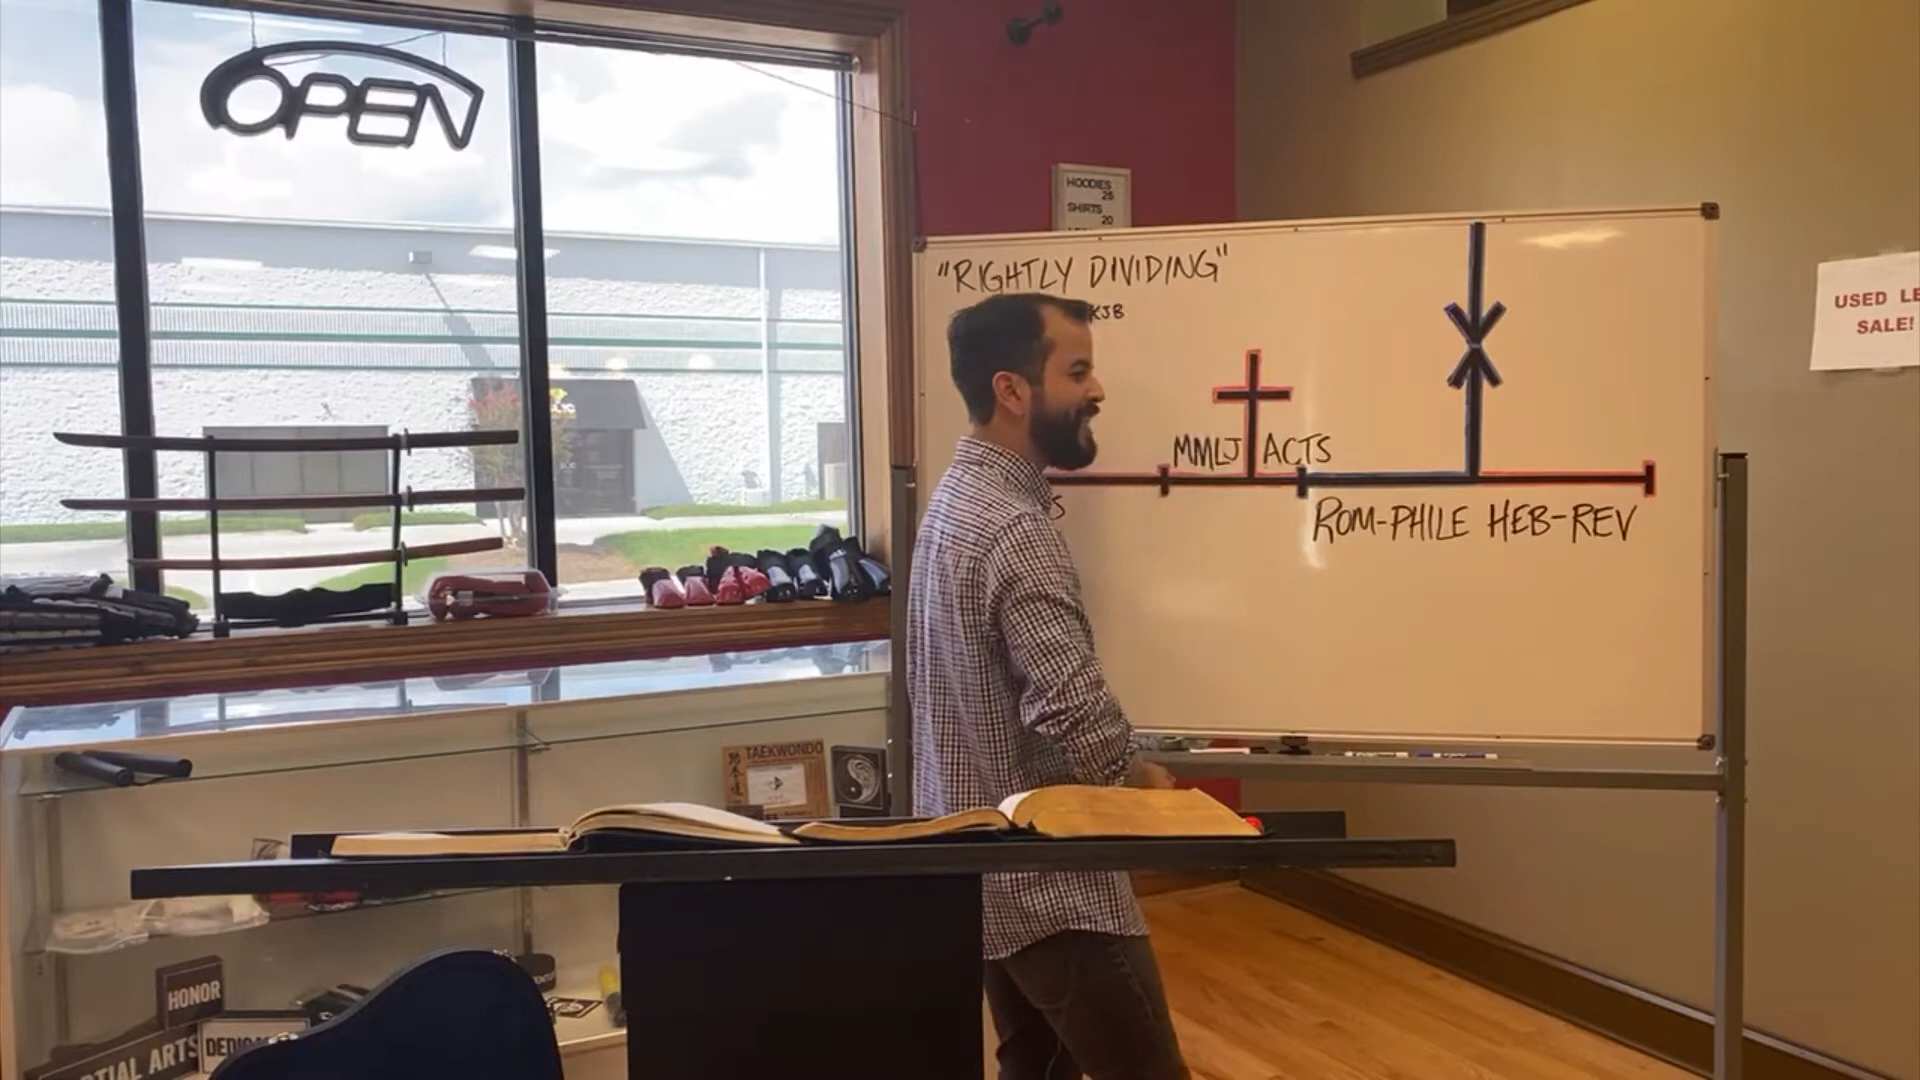 OPEN
HOODIES
25
SHIRTS
20
"RIGHTLY DIVIDING"
KJB
MMLJ ACTS
ROM-PHILE HEB-REV
USED LE
SALE!
TAEKWONDO
HONOR
TIAL ARTS